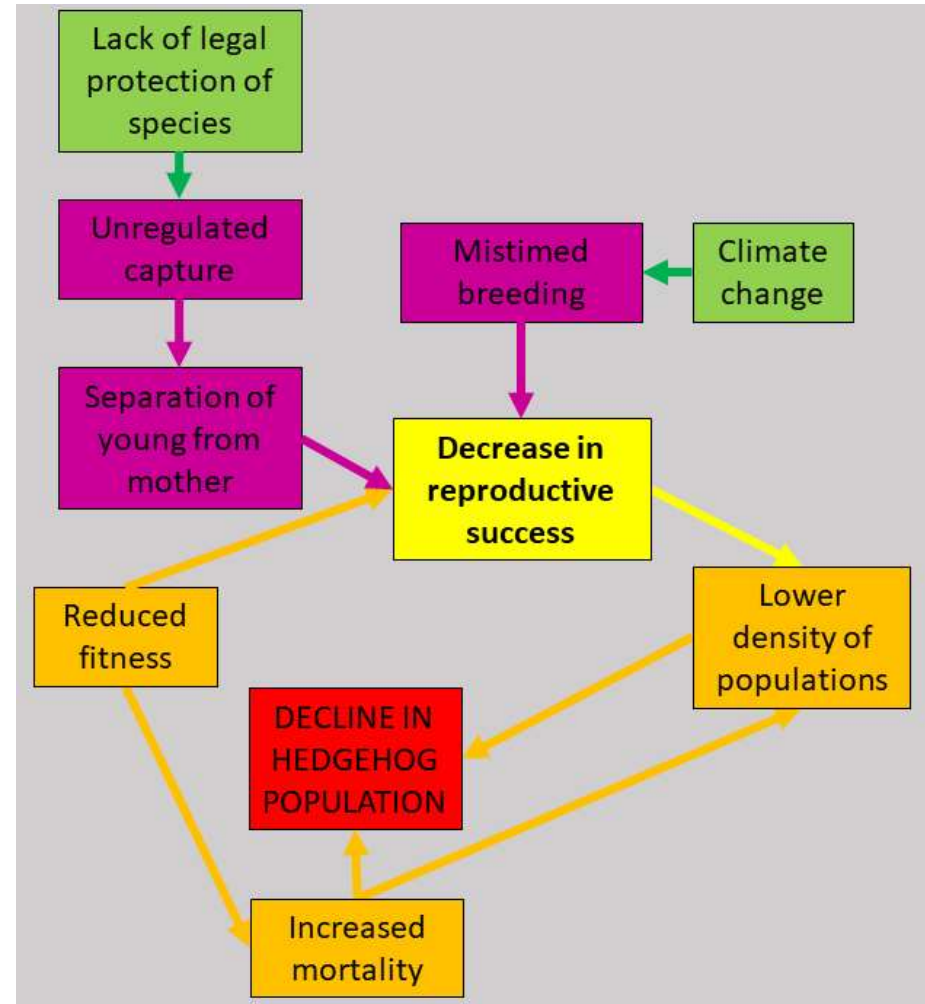 Lack of legal
protection of
species
Unregulated
capture
Mistimed
breeding
Climate
change
Separation of
young from
mother
Decrease in
reproductive
success
Reduced
fitness
Lower
density of
populations
DECLINE IN
HEDGEHOG
POPULATION
Increased
mortality